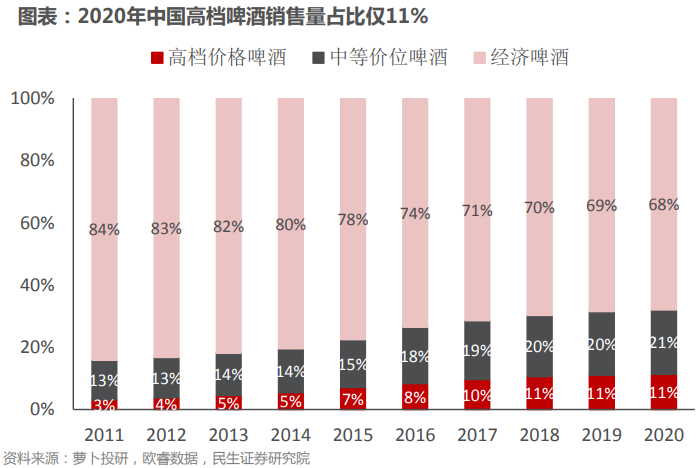 图表：2020年中国高档啤酒销售量占比仅11%
高档价格啤酒 中等价位啤酒 经济啤酒
100%
80%
60%
40%
20%
0%
84% 83% 82% 80% 78% 74% 71% 70% 69% 68%
13% 13% 14% 14% 15% 18% 19% 20% 20% 21%
3% 4% 5% 5% 7% 8% 10% 11% 11% 11%
2011 2012 2013 2014 2015 2016 2017 2018 2019 2020
资料来源：萝卜投研，欧睿数据，民生证券研究院